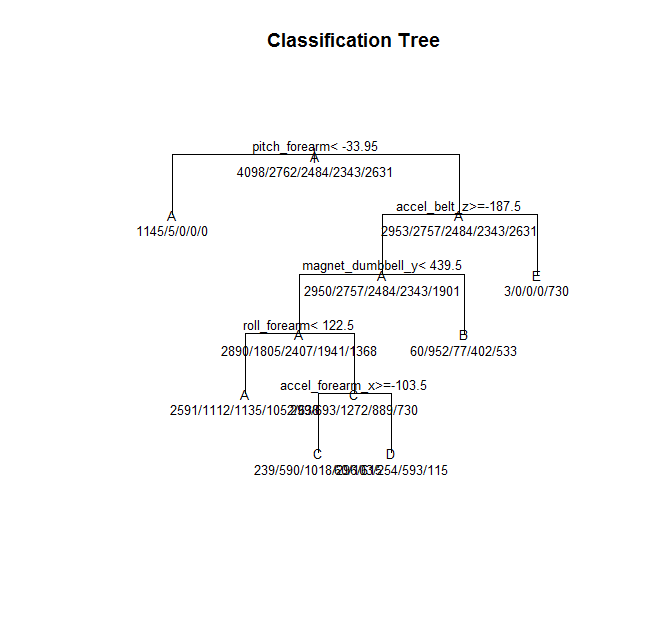 Classification Tree
pitch_forearm< -33.95
A
4098/2762/2484/2343/2631
accel_belt_z>=-187.5
A
A
1145/5/0/0/0
2953/2757/2484/2343/2631
magnet_dumbbell_y< 439.5
A
E
2950/2757/2484/2343/1901
3/0/0/0/730
roll_forearm< 122.5
A
B
2890/1805/2407/1941/1368
60/952/77/402/533
accel_forearm_x>=-103.5
A
C
2591/1112/1135/1052/638
299/693/1272/889/730
C
D
239/590/1018/296/615
60/103/254/593/115